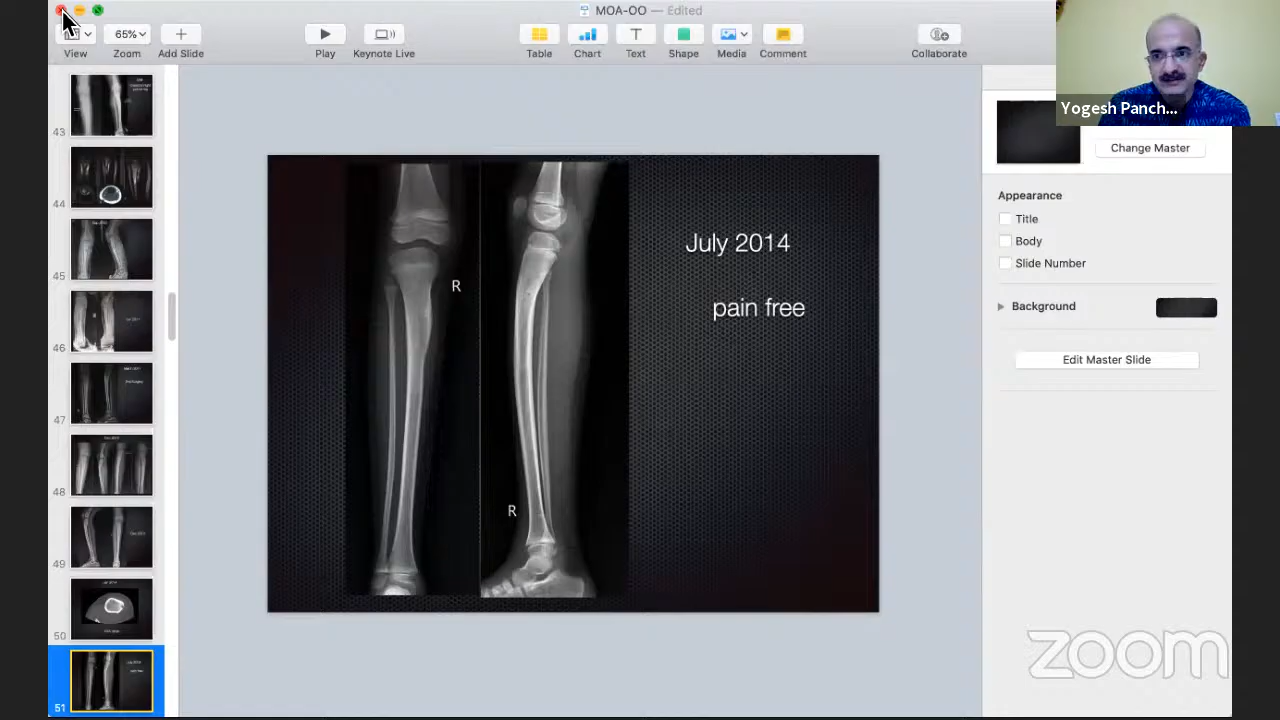 MOA-OO — Edited
65%
View
Zoom
Add Slide
Play
Keynote Live
Table
Chart
Text
Shape
Media
Comment
Collaborate
Yogesh Panch...
Change Master
Appearance
Title
Body
Slide Number
Background
Edit Master Slide
July 2014
pain free
R
R
43
44
45
46
47
48
49
50
51
zoom